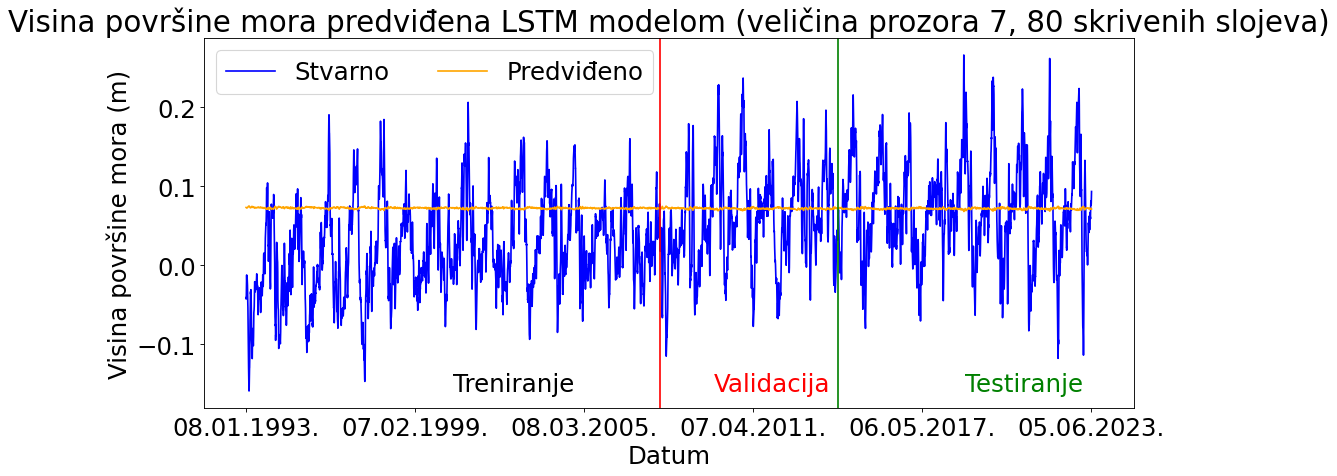 Visina površine mora predviđena LSTM modelom (veličina prozora 7, 80 skrivenih slojeva)
Stvarno
Predviđeno
Visina površine mora (m)
0.2
0.1
0.0
−0.1
Treniranje
Validacija
Testiranje
08.01.1993.
07.02.1999.
08.03.2005.
07.04.2011.
06.05.2017.
05.06.2023.
Datum